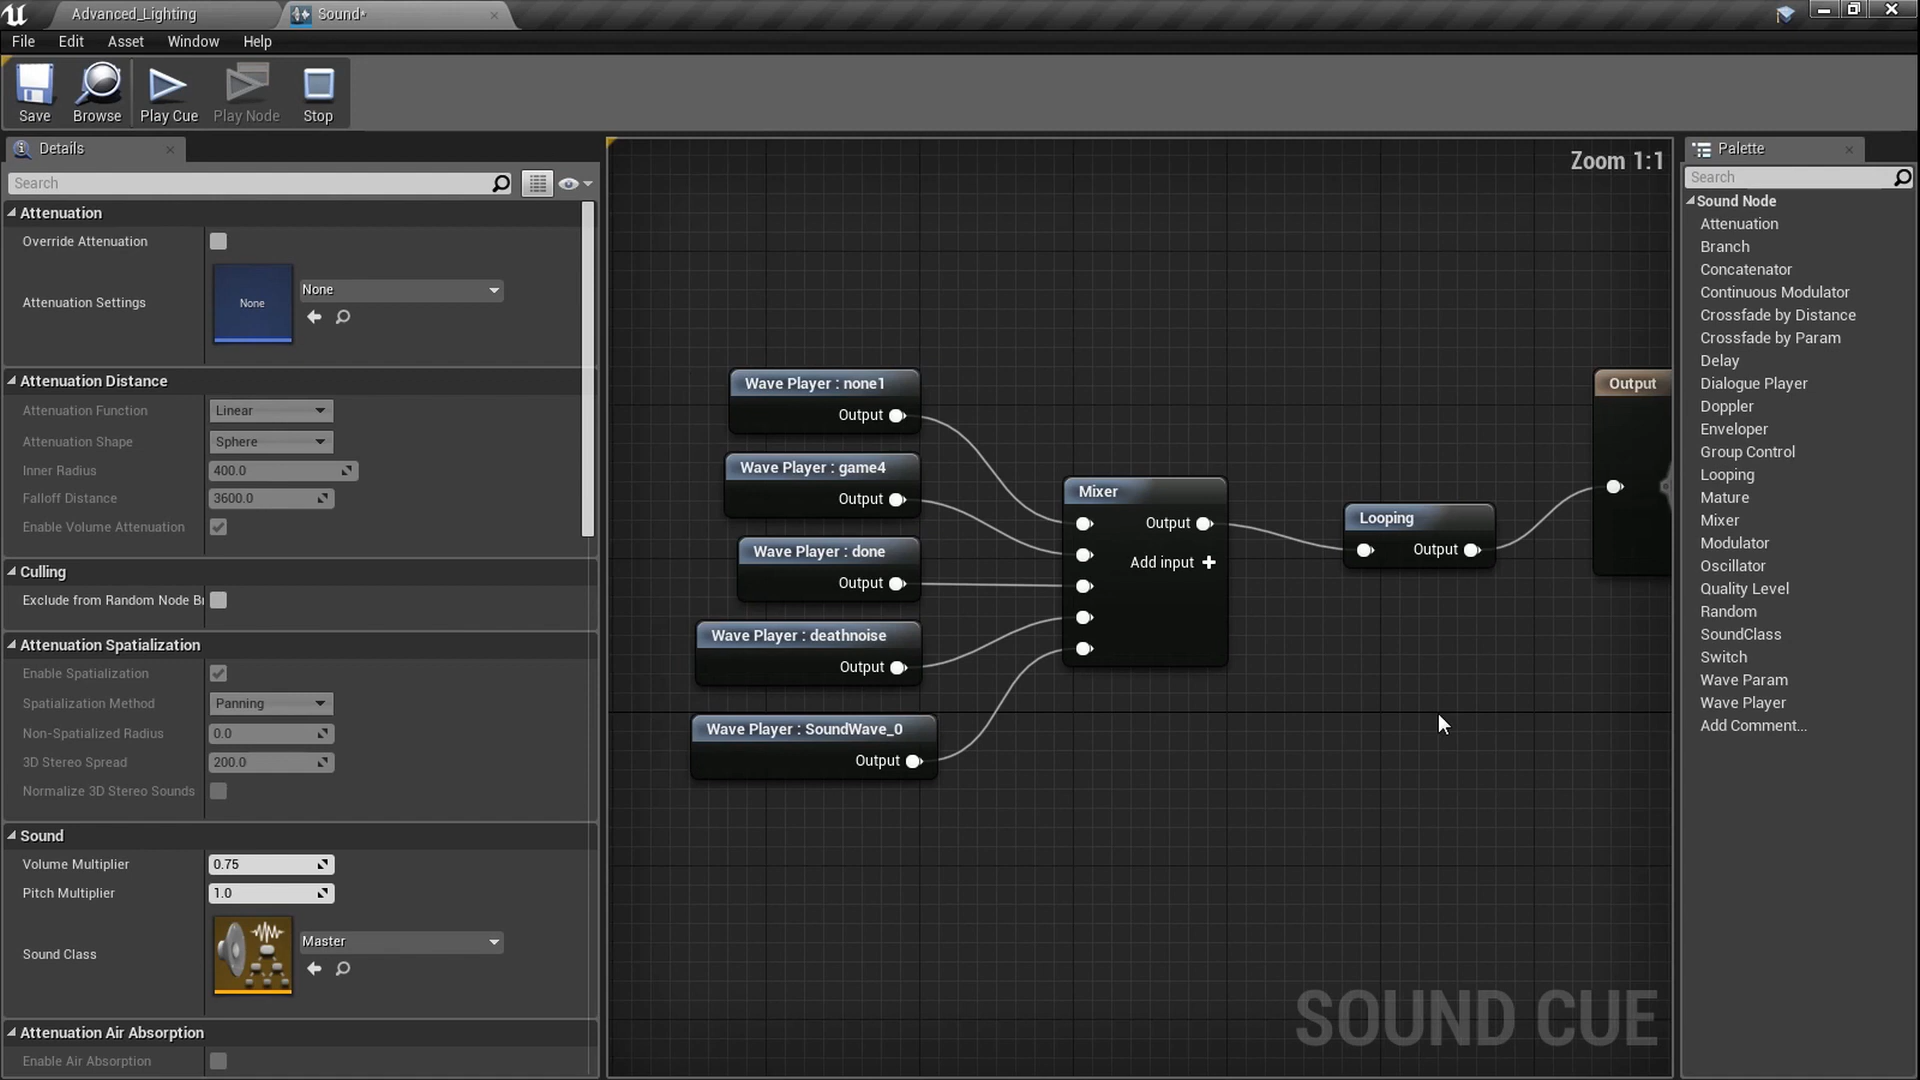 Advanced_Lighting
Sound*
File Edit Asset Window Help
Save Browse Play Cue Play Node Stop
Details
Search
Attenuation
Override Attenuation
Attenuation Settings
None
None
Attenuation Distance
Attenuation Function
Linear
Attenuation Shape
Sphere
Inner Radius
400.0
Falloff Distance
3600.0
Enable Volume Attenuation
Culling
Exclude from Random Node Br
Attenuation Spatialization
Enable Spatialization
Spatialization Method
Panning
Non-Spatialized Radius
0.0
3D Stereo Spread
200.0
Normalize 3D Stereo Sounds
Sound
Volume Multiplier
0.75
Pitch Multiplier
1.0
Sound Class
Master
Attenuation Air Absorption
Enable Air Absorption
Zoom 1:1
Wave Player : none1
Output
Wave Player : game4
Output
Wave Player : done
Output
Wave Player : deathnoise
Output
Wave Player : SoundWave_0
Output
Mixer
Output
Add input
Looping
Output
Output
SOUND CUE
Palette
Search
Sound Node
Attenuation
Branch
Concatenator
Continuous Modulator
Crossfade by Distance
Crossfade by Param
Delay
Dialogue Player
Doppler
Enveloper
Group Control
Looping
Mature
Mixer
Modulator
Oscillator
Quality Level
Random
SoundClass
Switch
Wave Param
Wave Player
Add Comment...